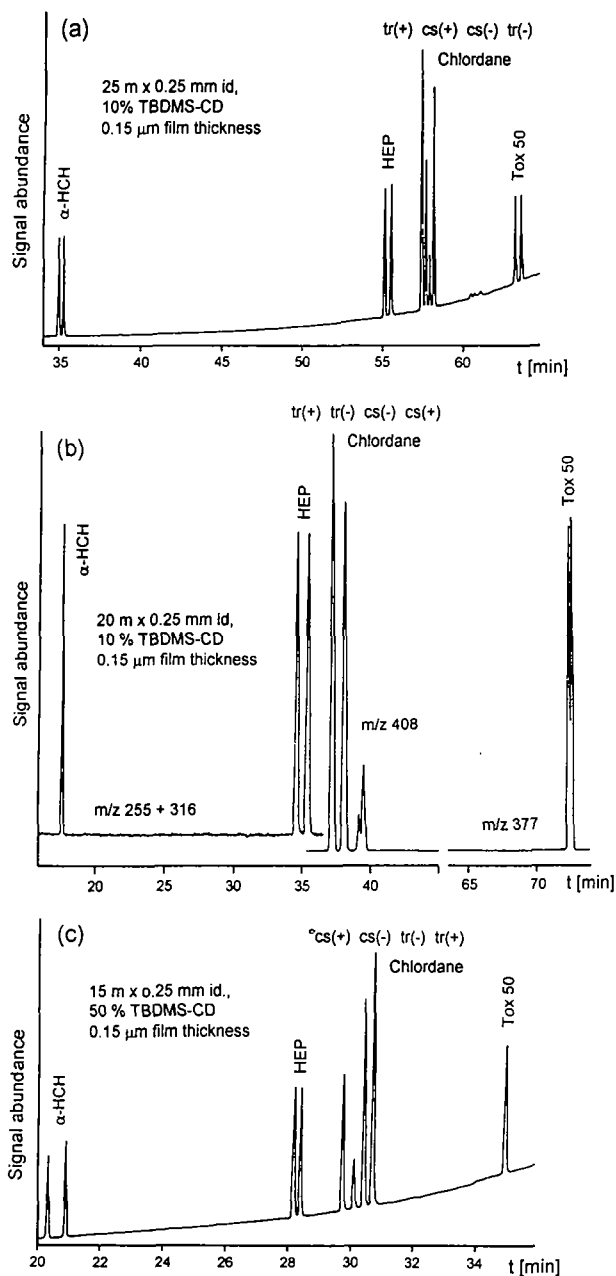 (a)
tr(+) cs(+) cs(-) tr(-)
Chlordane
25 m x 0.25 mm id,
10% TBDMS-CD
0.15 μm film thickness
α-HCH
HEP
Tox 50
Signal abundance
35 40 45 50 55 60
t [min]
(b)
tr(+) tr(-) cs(-) cs(+)
Chlordane
α-HCH
HEP
Tox 50
20 m x 0.25 mm id,
10 % TBDMS-CD
0.15 μm film thickness
Signal abundance
m/z 408
m/z 255 + 316
m/z 377
20 25 30 35 40 65 70
t [min]
(c)
cs(+) cs(-) tr(-) tr(+)
Chlordane
15 m x o.25 mm id.,
50 % TBDMS-CD
0.15 μm film thickness
α-HCH
HEP
Tox 50
Signal abundance
20 22 24 26 28 30 32 34
t [min]